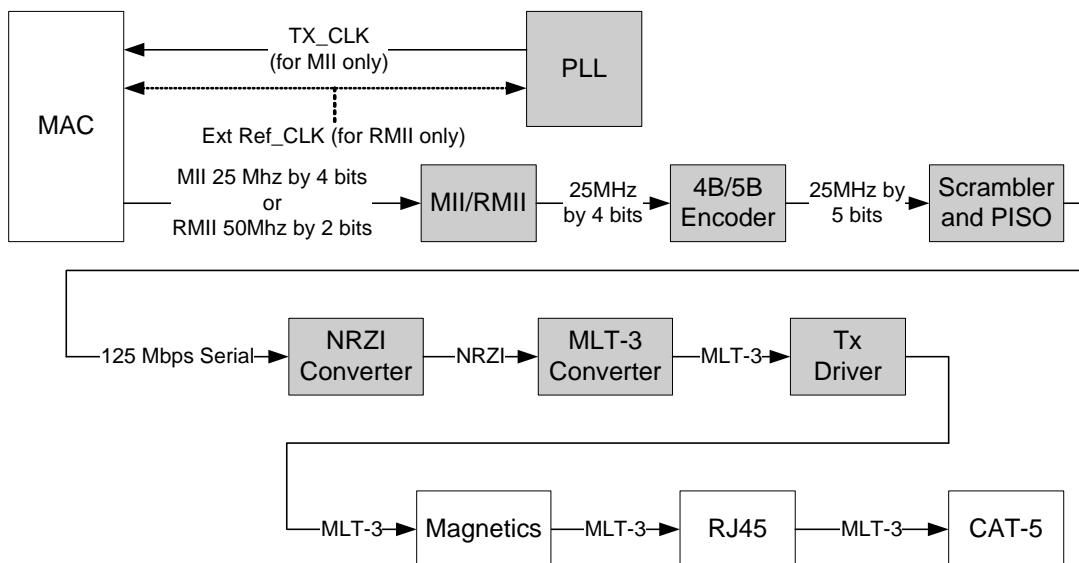 TX_CLK
(for MII only)
PLL
MAC
Ext Ref_CLK (for RMII only)
MII 25 Mhz by 4 bits
or
RMII 50Mhz by 2 bits
MII/RMII
25MHz
by 4 bits
4B/5B
Encoder
25MHz by
5 bits
Scrambler
and PISO
125 Mbps Serial
NRZI
Converter
NRZI
MLT-3
Converter
MLT-3
Tx
Driver
MLT-3
Magnetics
MLT-3
RJ45
MLT-3
CAT-5